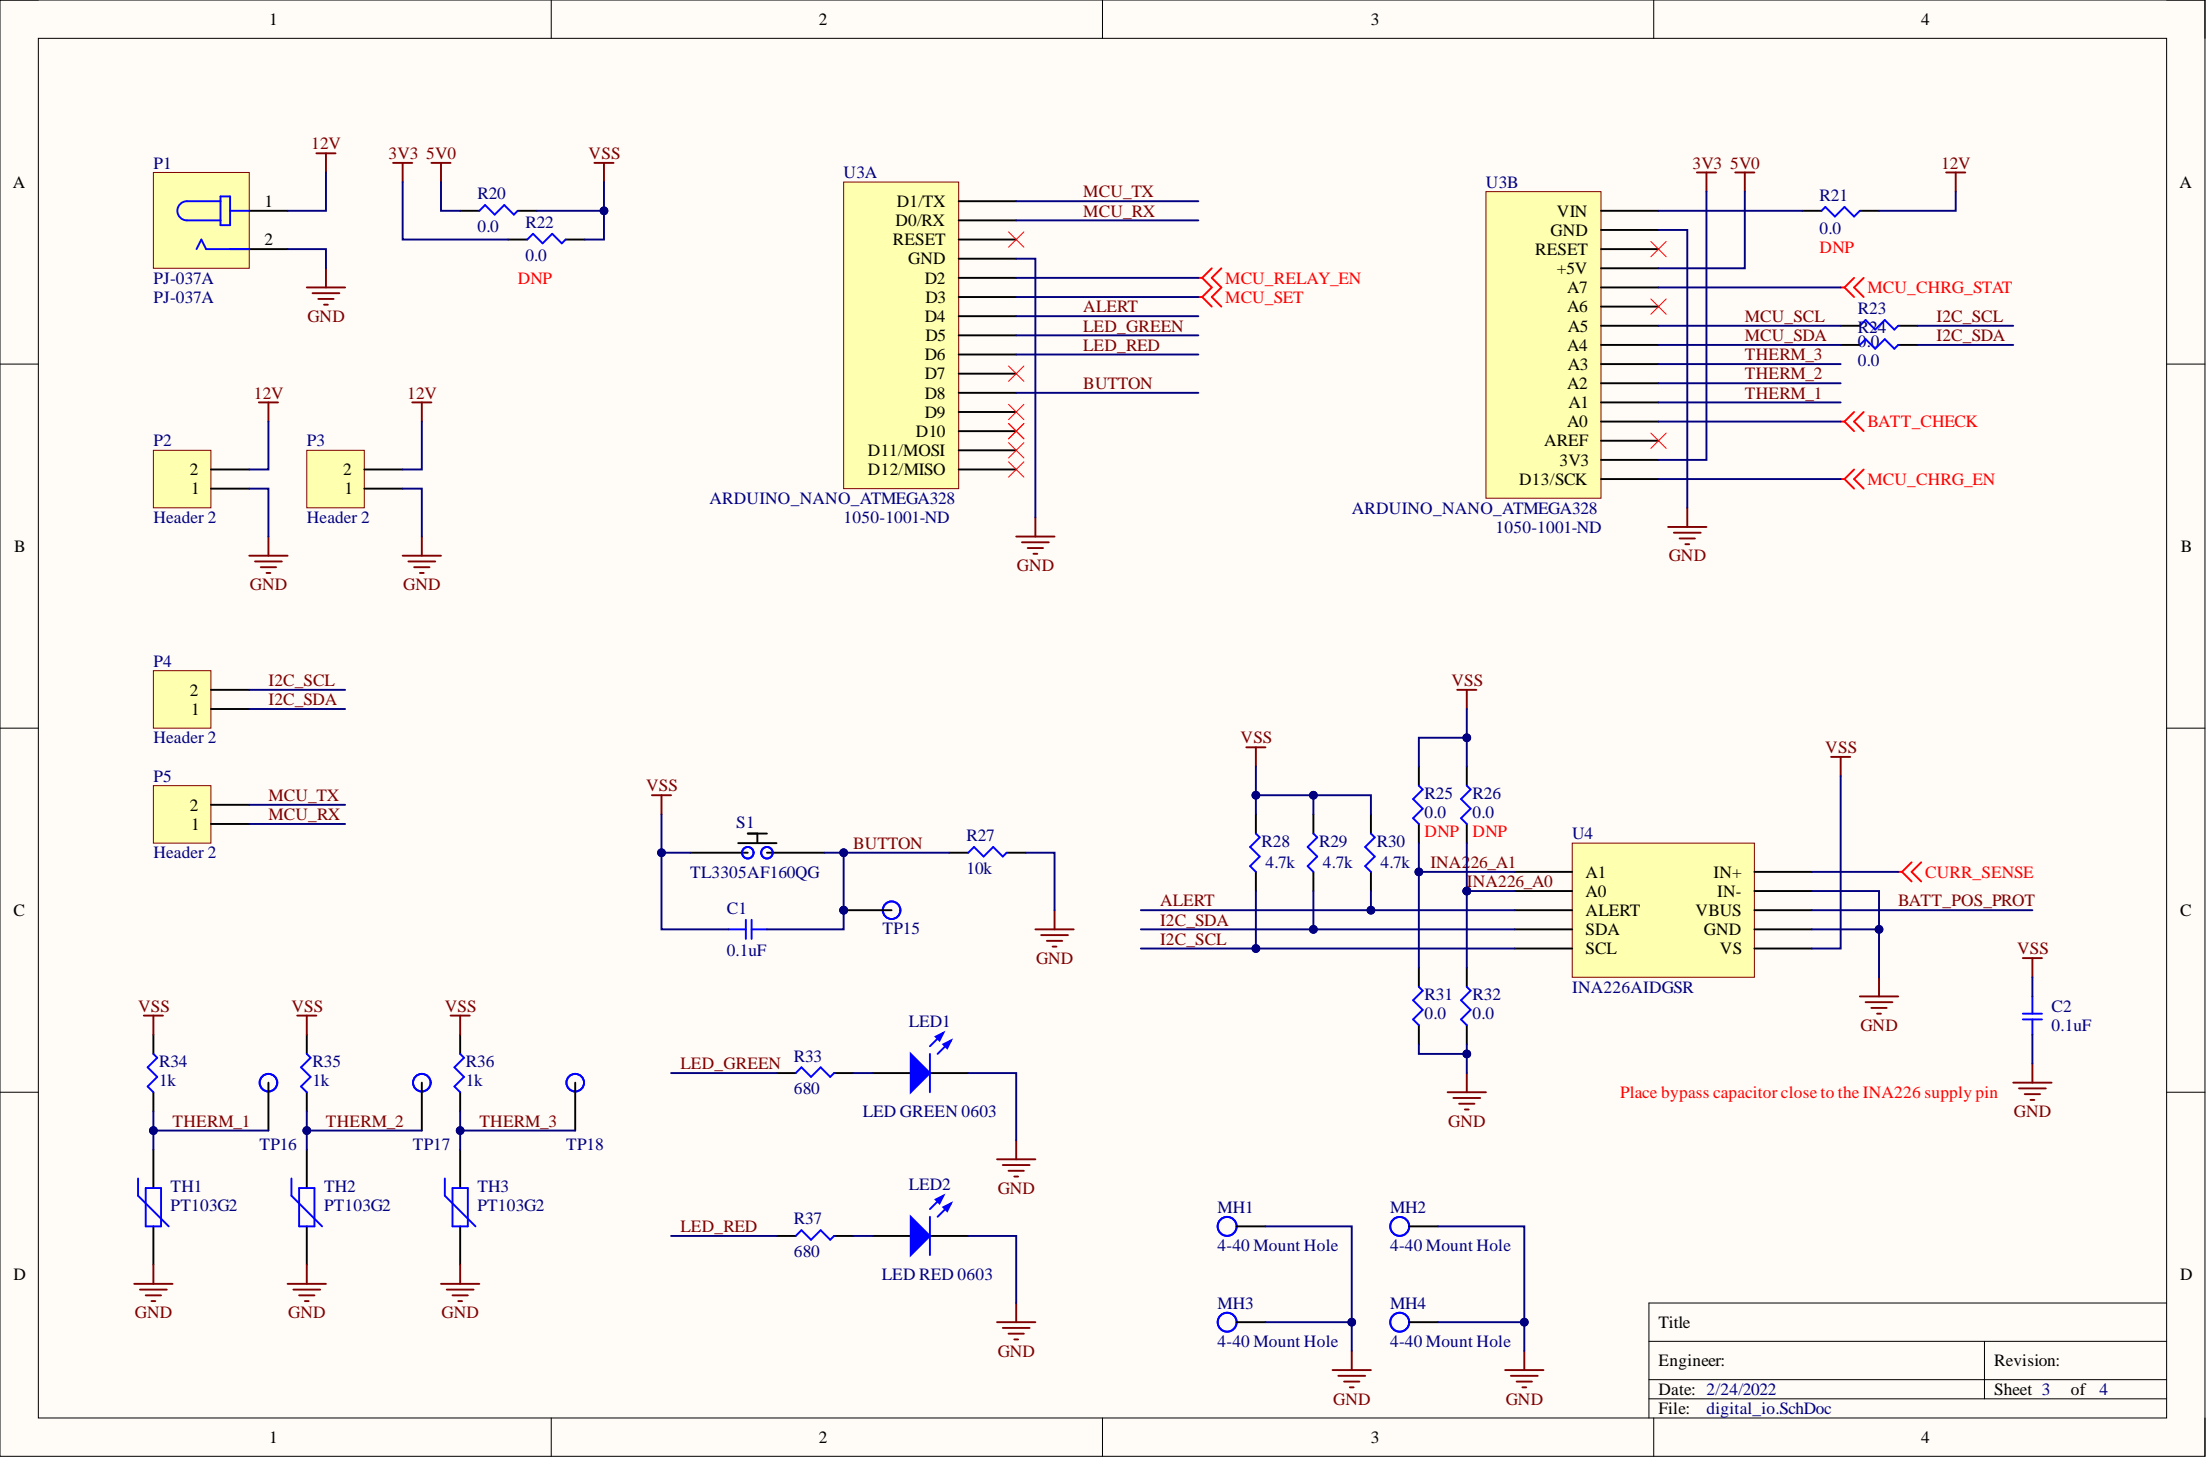 1 2 3 4
A A
B B
C C
D D
1 2 3 4
P1
1
2
PJ-037A
PJ-037A
12V
GND
3V3 5V0 VSS
R20
0.0
R22
0.0
DNP
U3A
D1/TX
D0/RX
RESET
GND
D2
D3
D4
D5
D6
D7
D8
D9
D10
D11/MOSI
D12/MISO
ARDUINO_NANO_ATMEGA328
1050-1001-ND
MCU_TX
MCU_RX
MCU_RELAY_EN
MCU_SET
ALERT
LED_GREEN
LED_RED
BUTTON
GND
U3B
VIN
GND
RESET
+5V
A7
A6
A5
A4
A3
A2
A1
A0
AREF
3V3
D13/SCK
ARDUINO_NANO_ATMEGA328
1050-1001-ND
3V3 5V0
12V
R21
0.0
DNP
MCU_CHRG_STAT
R23
MCU_SCL I2C_SCL
R24
0.0
MCU_SDA I2C_SDA
0.0
THERM_3
THERM_2
THERM_1
BATT_CHECK
MCU_CHRG_EN
GND
12V
P2
2
1
Header 2
GND
12V
P3
2
1
Header 2
GND
P4
2 I2C_SCL
1 I2C_SDA
Header 2
P5
2 MCU_TX
1 MCU_RX
Header 2
VSS
S1
TL3305AF160QG
BUTTON
R27
10k
C1
0.1uF
TP15
GND
VSS
R28
4.7k
R29
4.7k
R30
4.7k
VSS
R25
0.0
DNP
R26
0.0
DNP
INA226_A1
INA226_A0
ALERT
I2C_SDA
I2C_SCL
R31
0.0
R32
0.0
GND
U4
A1
A0
ALERT
SDA
SCL
IN+
IN-
VBUS
GND
VS
INA226AIDGSR
VSS
CURR_SENSE
BATT_POS_PROT
GND
VSS
C2
0.1uF
GND
Place bypass capacitor close to the INA226 supply pin
VSS
R34
1k
THERM_1
TP16
TH1
PT103G2
GND
VSS
R35
1k
THERM_2
TP17
TH2
PT103G2
GND
VSS
R36
1k
THERM_3
TP18
TH3
PT103G2
GND
LED_GREEN
R33
680
LED1
LED GREEN 0603
GND
LED_RED
R37
680
LED2
LED RED 0603
GND
MH1
4-40 Mount Hole
MH3
4-40 Mount Hole
GND
MH2
4-40 Mount Hole
MH4
4-40 Mount Hole
GND
Title
Engineer: Revision:
Date: 2/24/2022 Sheet 3 of 4
File: digital_io.SchDoc